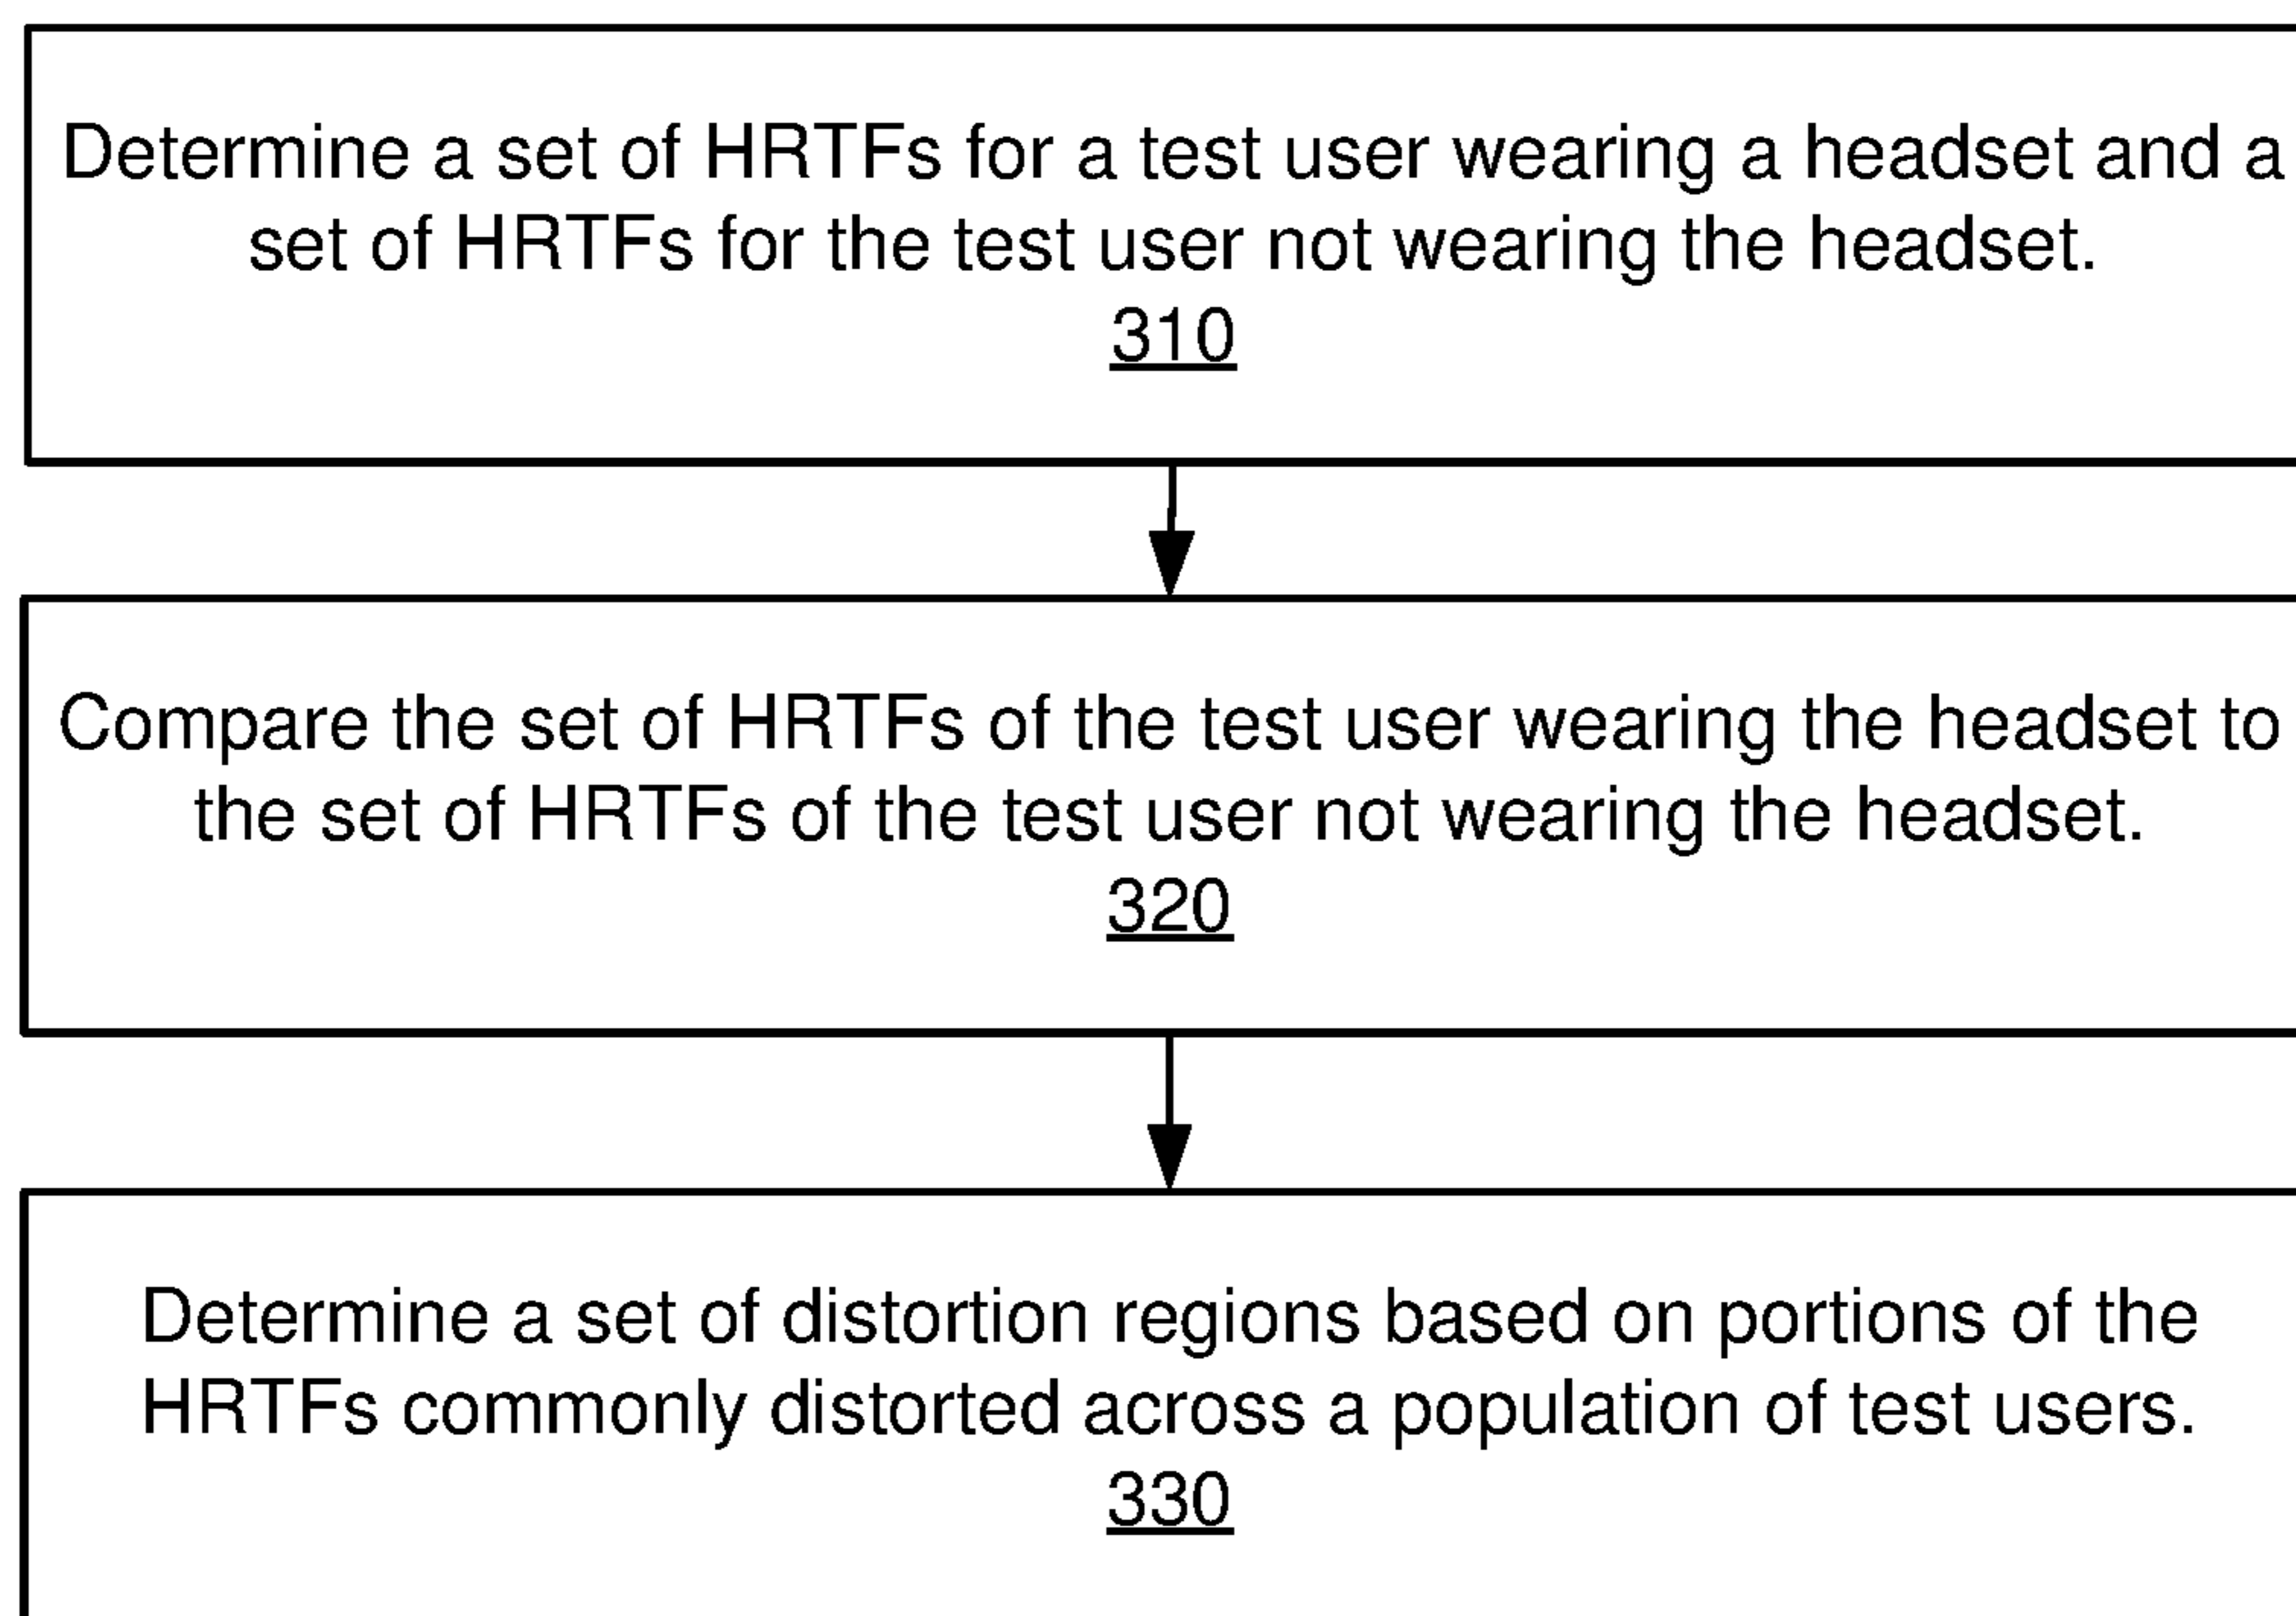 Determine a set of HRTFs for a test user wearing a headset and a
set of HRTFs for the test user not wearing the headset.
310
Compare the set of HRTFs of the test user wearing the headset to
the set of HRTFs of the test user not wearing the headset.
320
Determine a set of distortion regions based on portions of the
HRTFs commonly distorted across a population of test users.
330